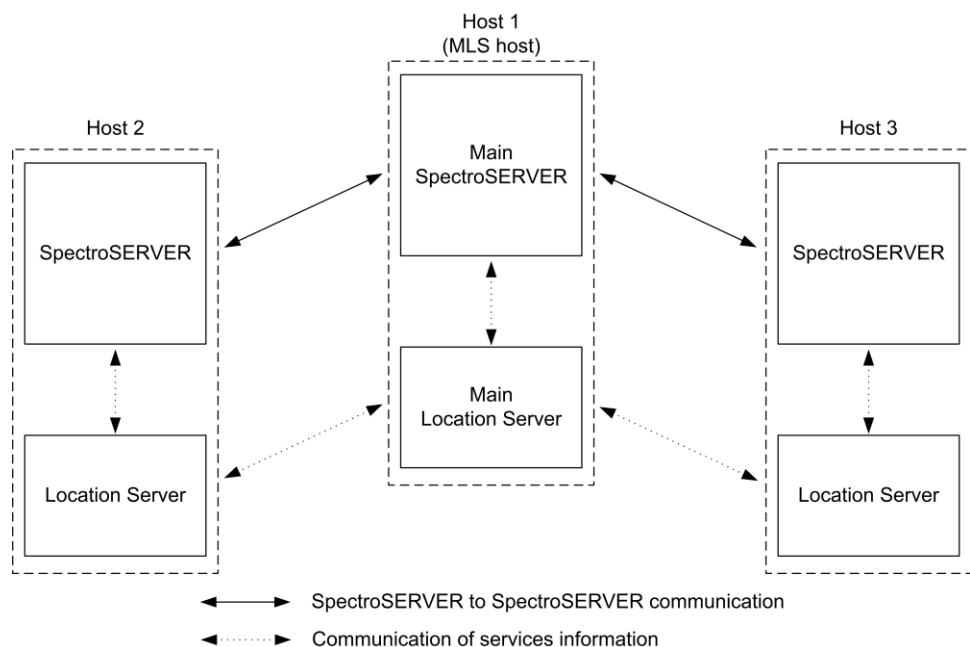 Host 1
(MLS host)
Host 2
Host 3
Main
SpectroSERVER
SpectroSERVER
SpectroSERVER
Main
Location Server
Location Server
Location Server
SpectroSERVER to SpectroSERVER communication
Communication of services information